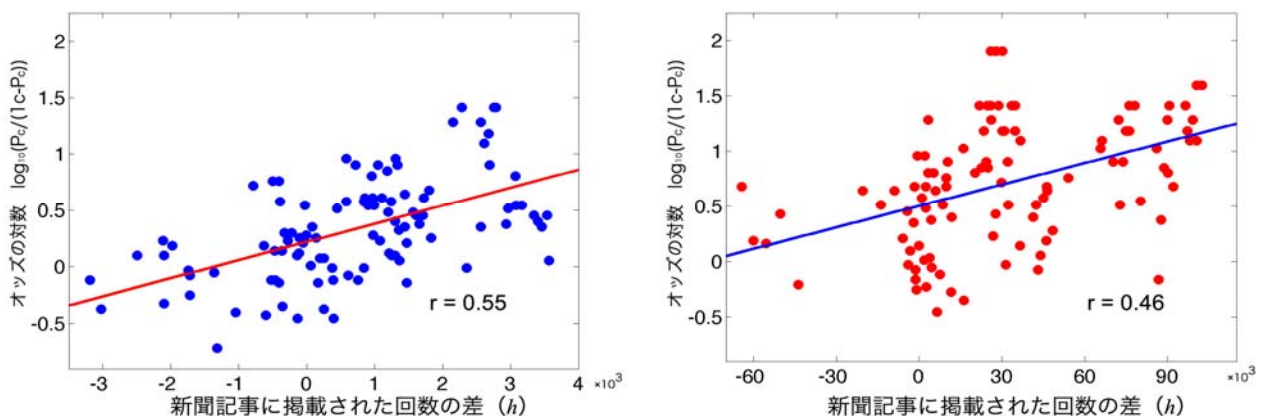 2
1.5
1
0.5
0
-0.5
オッズの対数 log₁₀(Pc/(1c-Pc))
r = 0.55
-3 -2 -1 0 1 2 3 4 ×10³
新聞記事に掲載された回数の差（h）
2
1.5
1
0.5
0
-0.5
オッズの対数 log₁₀(Pc/(1c-Pc))
r = 0.46
-60 -30 0 30 60 90 ×10³
新聞記事に掲載された回数の差（h）